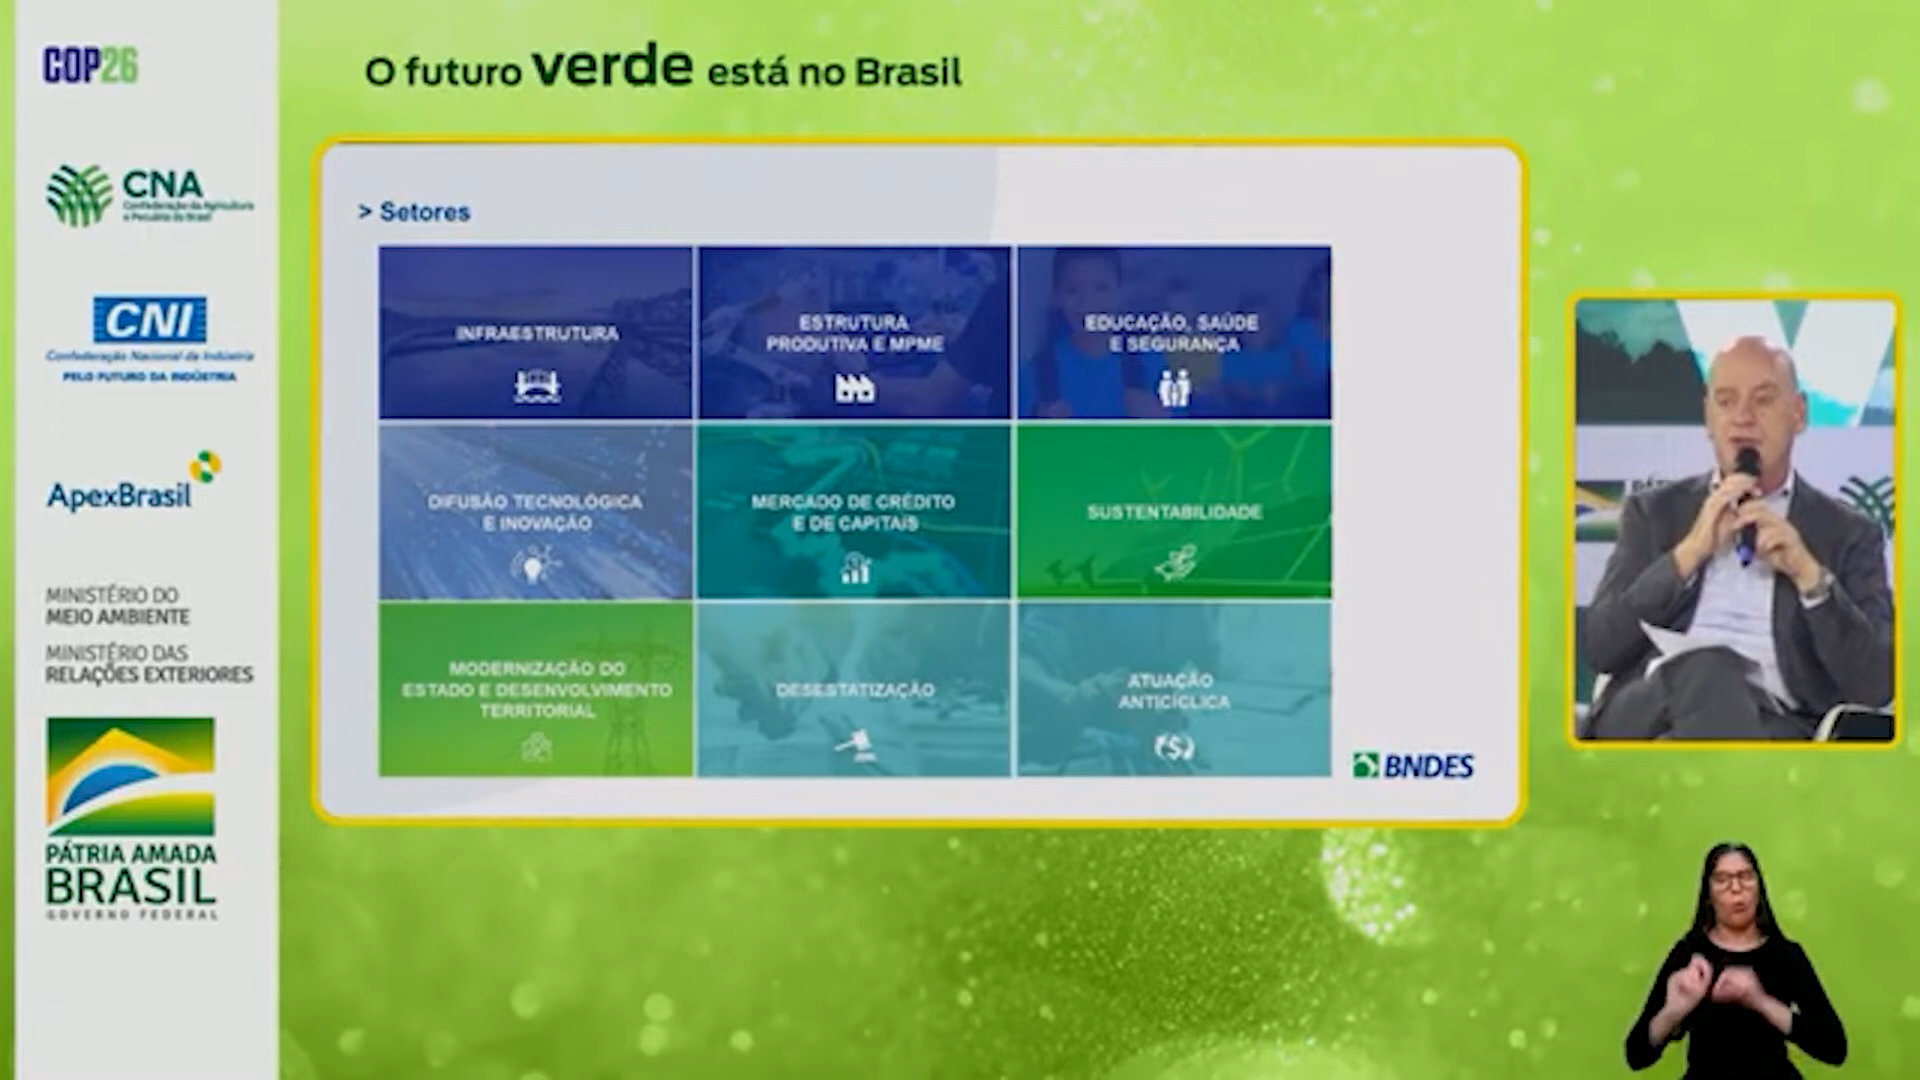 COP26
O futuro verde está no Brasil
CNA
Confederação da Agricultura
e Pecuária do Brasil
CNI
Confederação Nacional da Indústria
PELO FUTURO DA INDÚSTRIA
ApexBrasil
MINISTÉRIO DO
MEIO AMBIENTE
MINISTÉRIO DAS
RELAÇÕES EXTERIORES
PÁTRIA AMADA
BRASIL
GOVERNO FEDERAL
> Setores
INFRAESTRUTURA
ESTRUTURA
PRODUTIVA E MPME
EDUCAÇÃO, SAÚDE
E SEGURANÇA
DIFUSÃO TECNOLÓGICA
E INOVAÇÃO
MERCADO DE CRÉDITO
E DE CAPITAIS
SUSTENTABILIDADE
MODERNIZAÇÃO DO
ESTADO E DESENVOLVIMENTO
TERRITORIAL
DESESTATIZAÇÃO
ATUAÇÃO
ANTICÍCLICA
BNDES